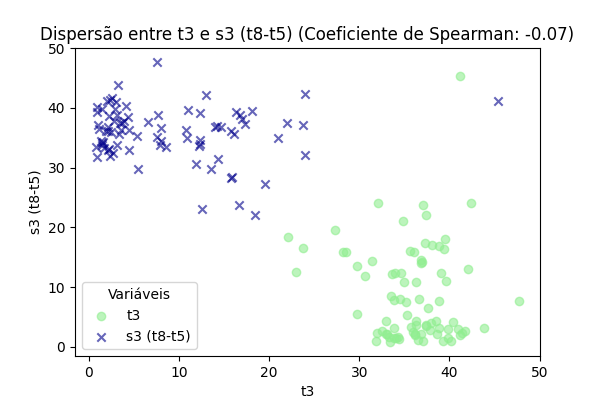 Dispersão entre t3 e s3 (t8-t5) (Coeficiente de Spearman: -0.07)
50
40
30
20
10
0
s3 (t8-t5)
Variáveis
t3
s3 (t8-t5)
0 10 20 30 40 50
t3